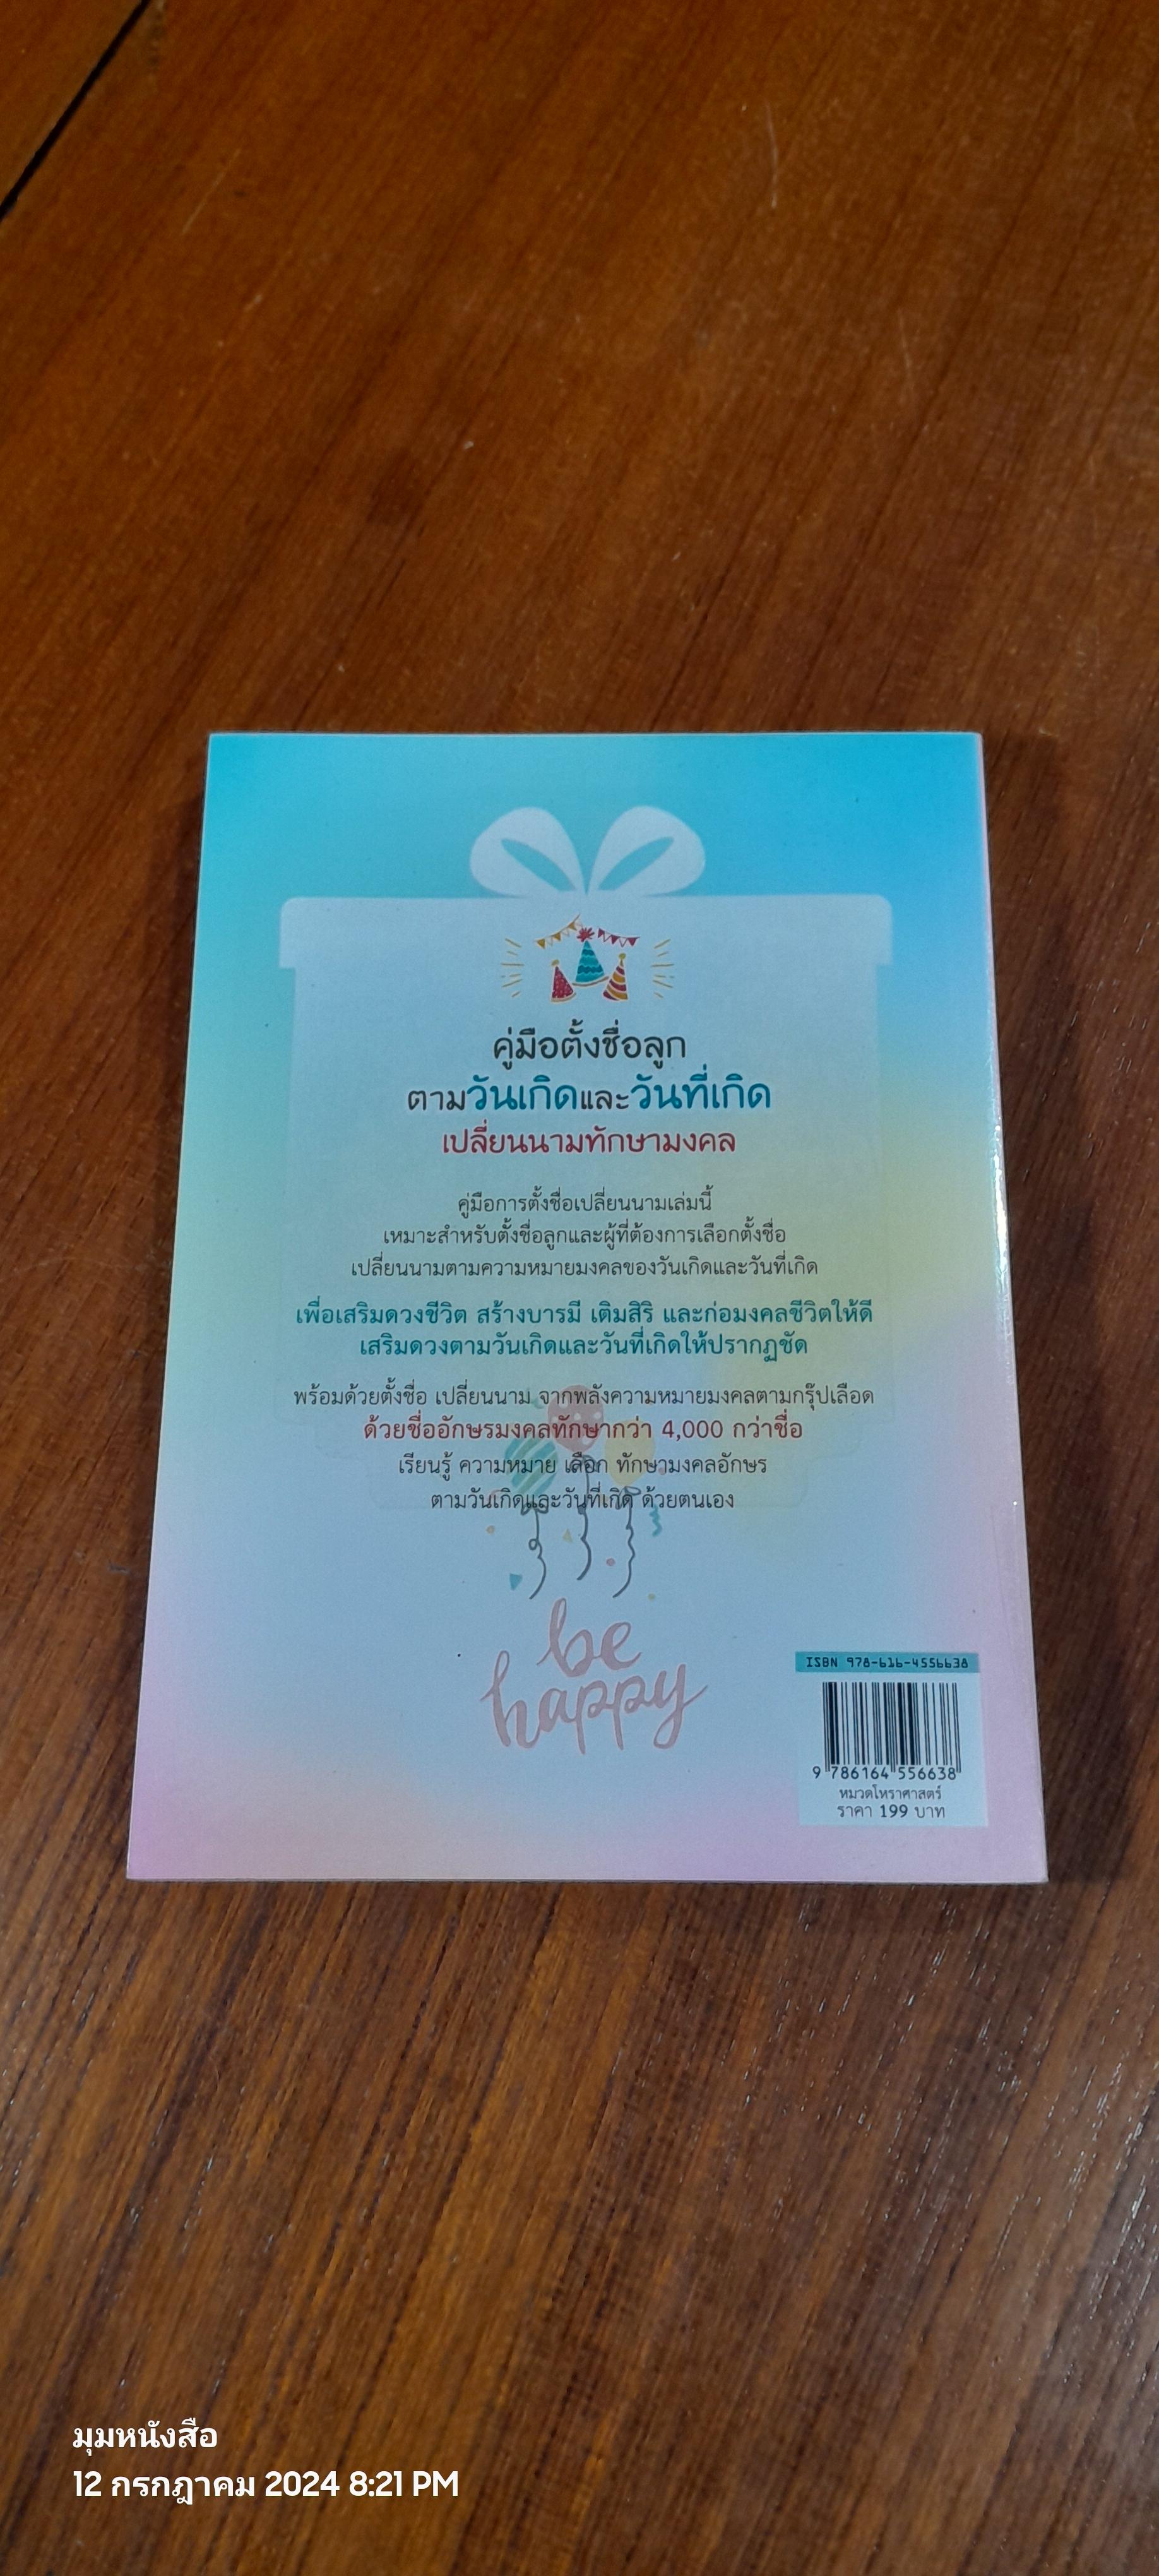 คู่มือตั้งชื่อลูก
ตามวันเกิดและวันที่เกิด
เปลี่ยนนามทักษามงคล
คู่มือการตั้งชื่อเปลี่ยนนามเล่มนี้
เหมาะสำหรับตั้งชื่อลูกและผู้ที่ต้องการเลือกตั้งชื่อ
เปลี่ยนนามตามความหมายมงคลของวันเกิดและวันที่เกิด
เพื่อเสริมดวงชีวิต สร้างบารมี เติมสิริ และก่อมงคลชีวิตให้ดี
เสริมดวงตามวันเกิดและวันที่เกิดให้ปรากฏชัด
พร้อมด้วยตั้งชื่อ เปลี่ยนนาม จากพลังความหมายมงคลตามกรุ๊ปเลือด
ด้วยชื่ออักษรมงคลทักษากว่า 4,000 กว่าชื่อ
เรียนรู้ ความหมาย เลือก ทักษามงคลอักษร
ตามวันเกิดและวันที่เกิด ด้วยตนเอง
be
happy
ISBN 978-616-4556638
9 786164 556638
หมวดโหราศาสตร์
ราคา 199 บาท
มุมหนังสือ
12 กรกฎาคม 2024 8:21 PM